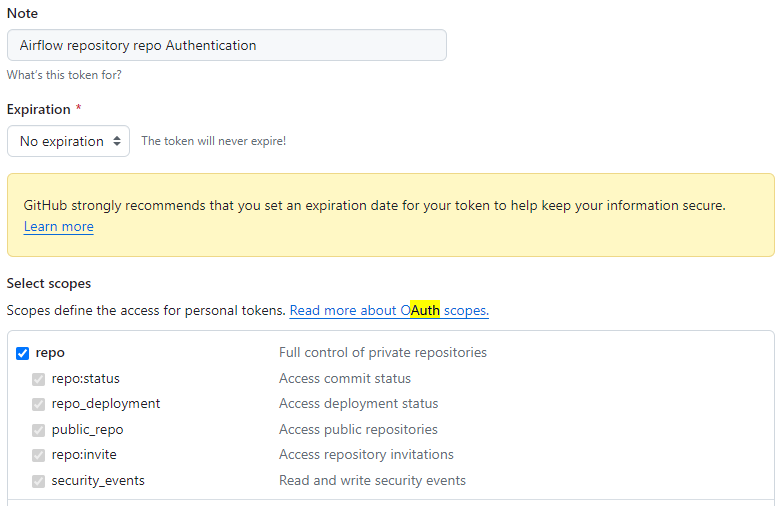 Note
Airflow repository repo Authentication
What's this token for?
Expiration *
No expiration The token will never expire!
GitHub strongly recommends that you set an expiration date for your token to help keep your information secure.
Learn more
Select scopes
Scopes define the access for personal tokens. Read more about OAuth scopes.
repo Full control of private repositories
repo:status Access commit status
repo_deployment Access deployment status
public_repo Access public repositories
repo:invite Access repository invitations
security_events Read and write security events